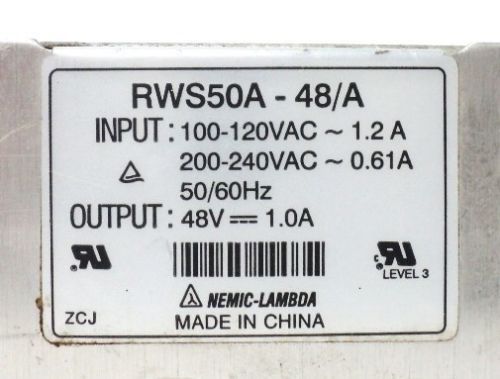 RWS50A - 48/A
INPUT : 100-120VAC ~ 1.2 A
200-240VAC ~ 0.61A
50/60Hz
OUTPUT : 48V ⎓ 1.0A
LEVEL 3
NEMIC-LAMBDA
ZCJ
MADE IN CHINA